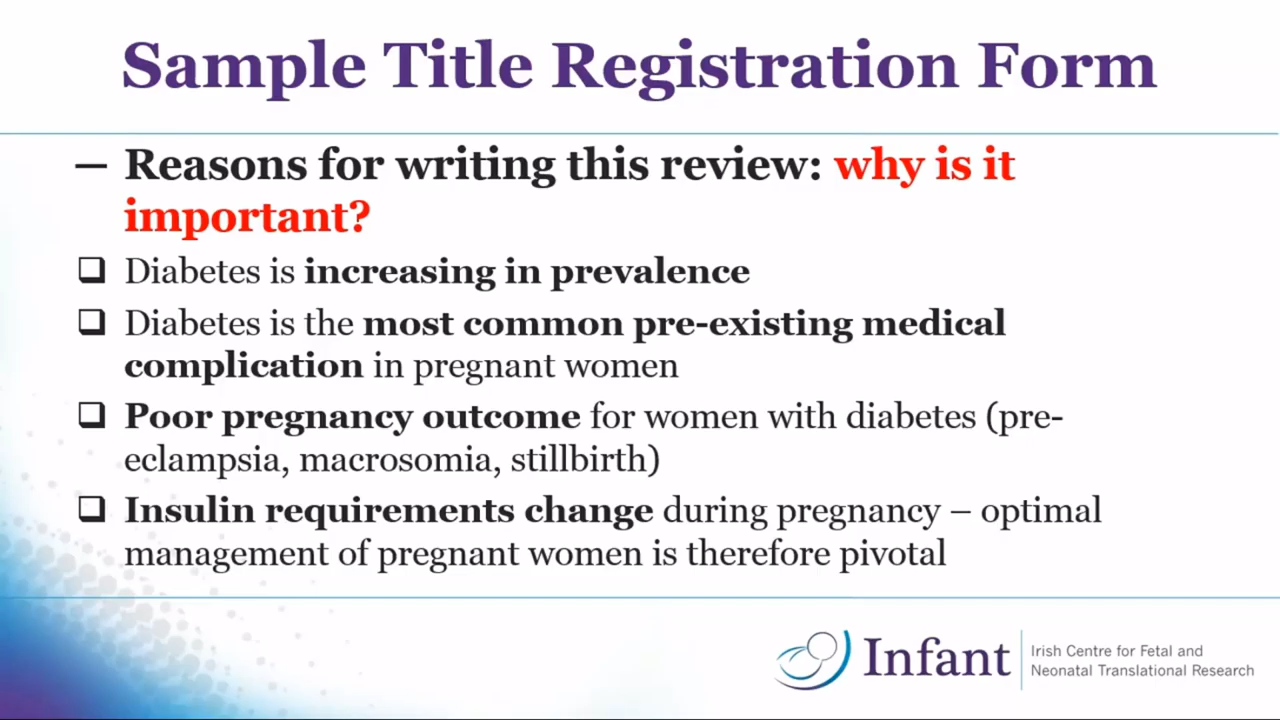 Sample Title Registration Form
— Reasons for writing this review: why is it
important?
❑ Diabetes is increasing in prevalence
❑ Diabetes is the most common pre-existing medical
complication in pregnant women
❑ Poor pregnancy outcome for women with diabetes (pre-
eclampsia, macrosomia, stillbirth)
❑ Insulin requirements change during pregnancy – optimal
management of pregnant women is therefore pivotal
Infant
Irish Centre for Fetal and
Neonatal Translational Research